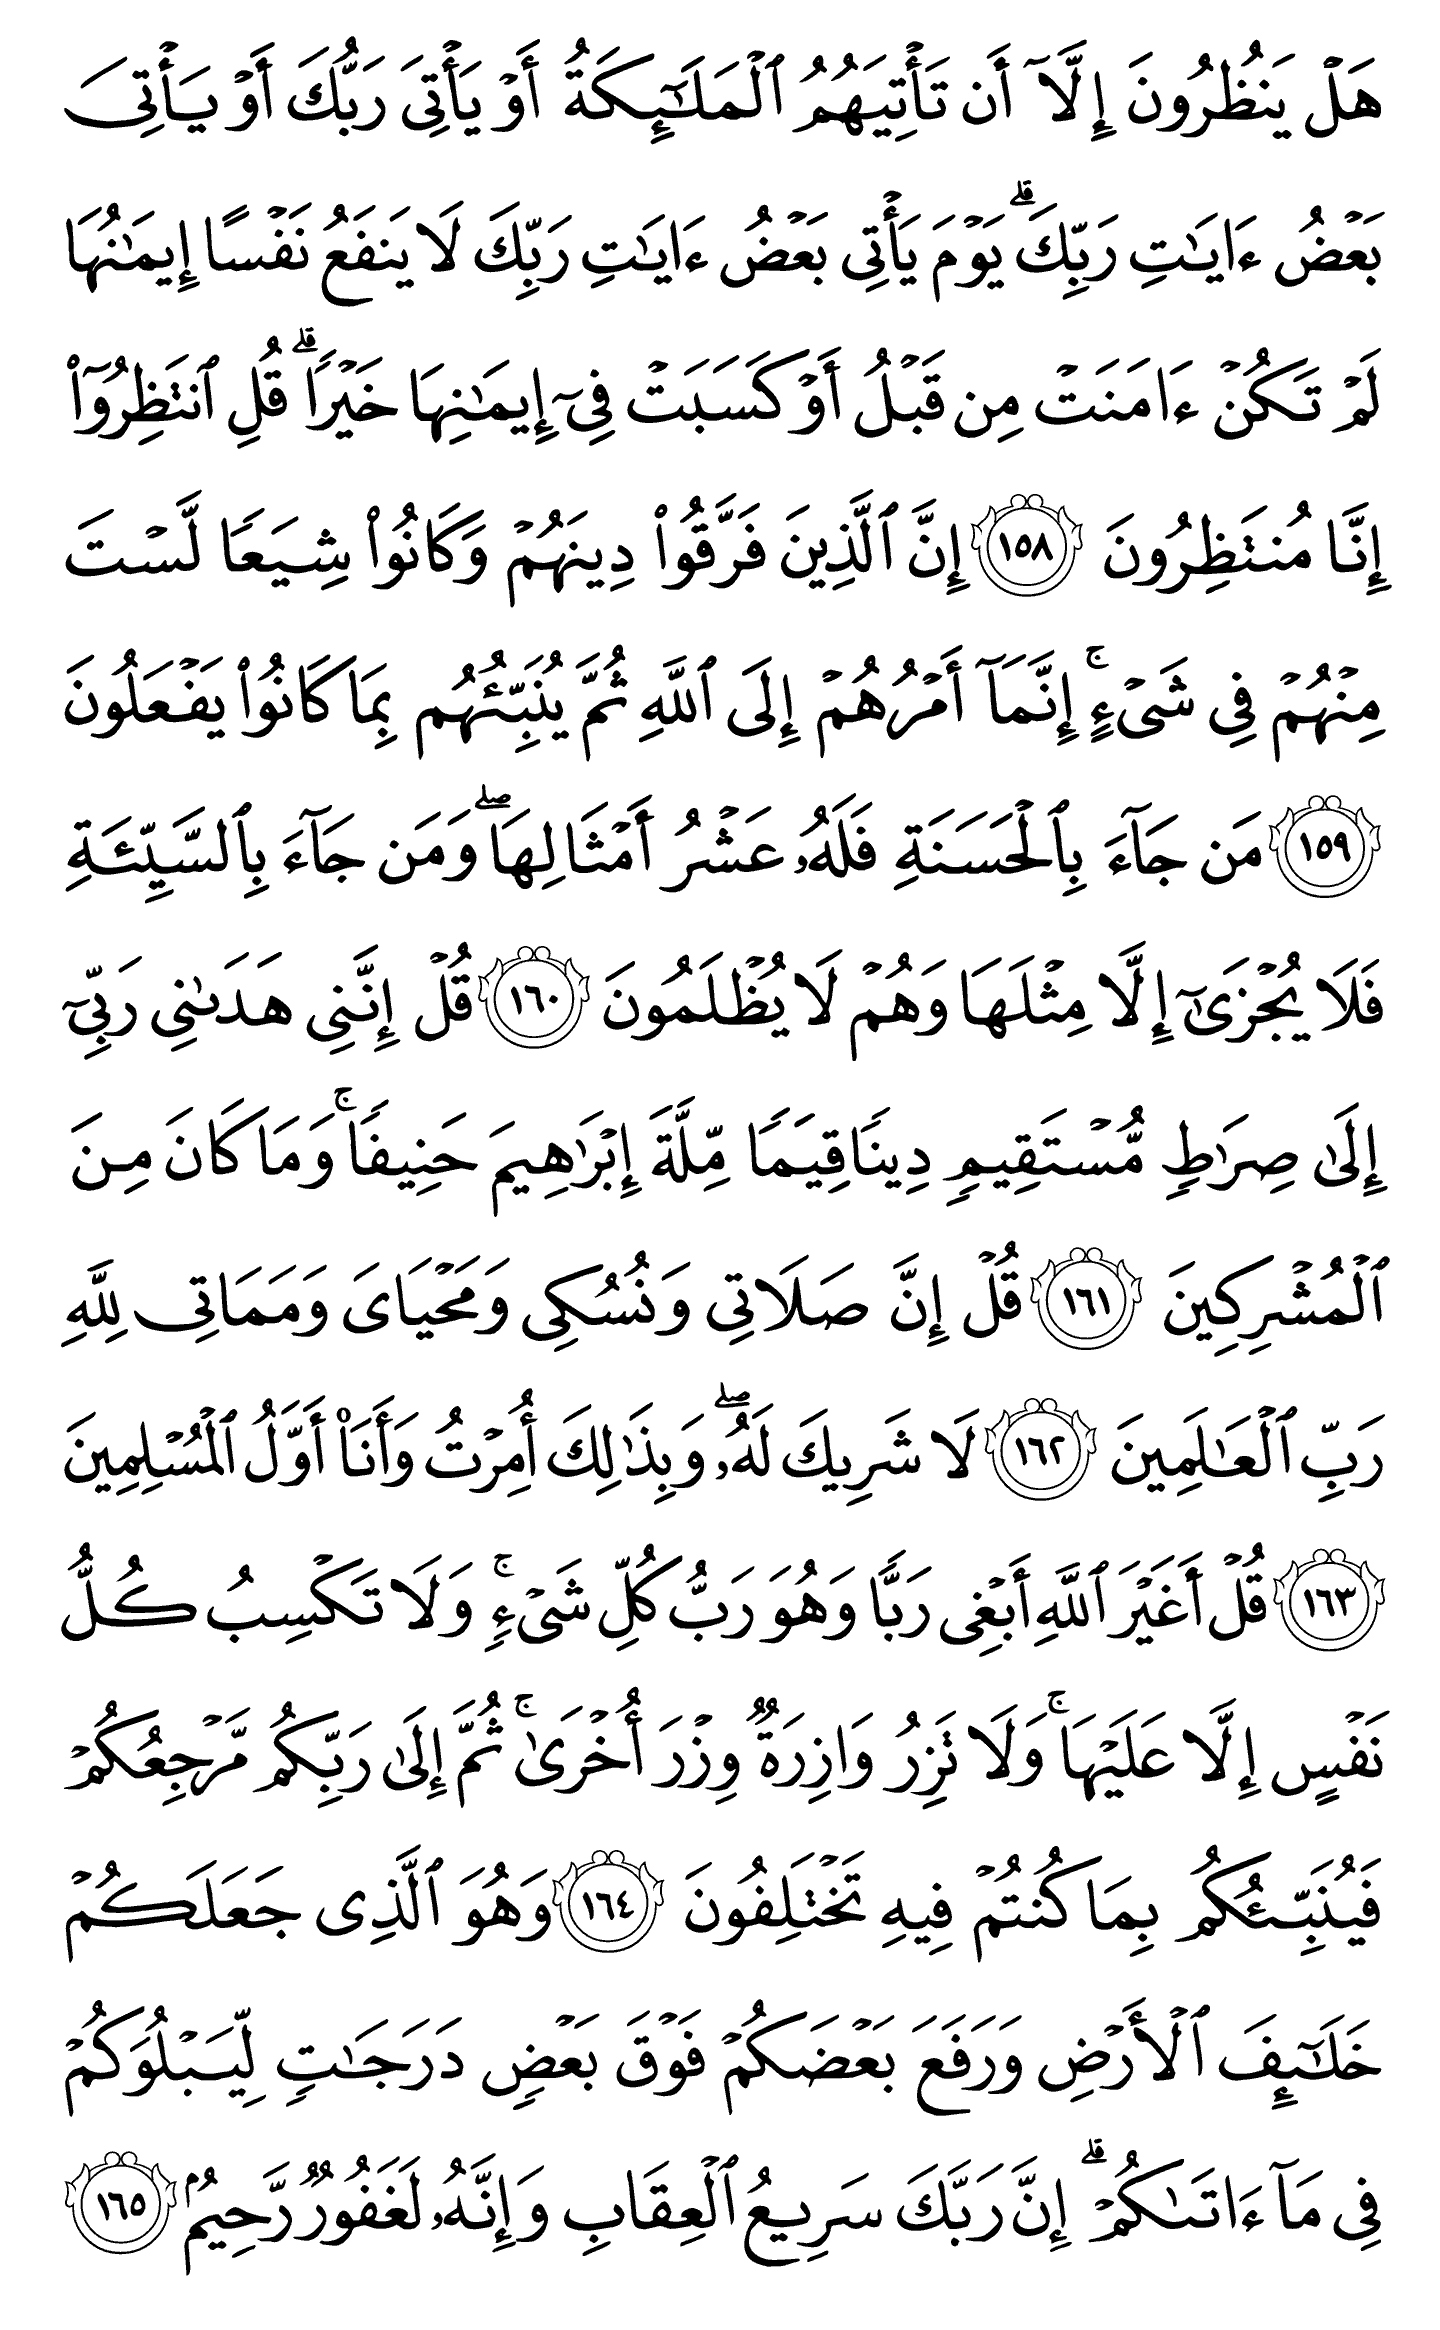 هَلۡ يَنظُرُونَ إِلَّآ أَن تَأۡتِيَهُمُ ٱلۡمَلَٰٓئِكَةُ أَوۡ يَأۡتِيَ رَبُّكَ أَوۡ يَأۡتِيَ
بَعۡضُ ءَايَٰتِ رَبِّكَۗ يَوۡمَ يَأۡتِي بَعۡضُ ءَايَٰتِ رَبِّكَ لَا يَنفَعُ نَفۡسًا إِيمَٰنُهَا
لَمۡ تَكُنۡ ءَامَنَتۡ مِن قَبۡلُ أَوۡ كَسَبَتۡ فِيٓ إِيمَٰنِهَا خَيۡرٗاۗ قُلِ ٱنتَظِرُوٓاْ
إِنَّا مُنتَظِرُونَ ١٥٨ إِنَّ ٱلَّذِينَ فَرَّقُواْ دِينَهُمۡ وَكَانُواْ شِيَعٗا لَّسۡتَ
مِنۡهُمۡ فِي شَيۡءٍۚ إِنَّمَآ أَمۡرُهُمۡ إِلَى ٱللَّهِ ثُمَّ يُنَبِّئُهُم بِمَا كَانُواْ يَفۡعَلُونَ
١٥٩ مَن جَآءَ بِٱلۡحَسَنَةِ فَلَهُۥ عَشۡرُ أَمۡثَالِهَاۖ وَمَن جَآءَ بِٱلسَّيِّئَةِ
فَلَا يُجۡزَىٰٓ إِلَّا مِثۡلَهَا وَهُمۡ لَا يُظۡلَمُونَ ١٦٠ قُلۡ إِنَّنِي هَدَىٰنِي رَبِّيٓ
إِلَىٰ صِرَٰطٖ مُّسۡتَقِيمٖ دِينٗا قِيَمٗا مِّلَّةَ إِبۡرَٰهِيمَ حَنِيفٗاۚ وَمَا كَانَ مِنَ
ٱلۡمُشۡرِكِينَ ١٦١ قُلۡ إِنَّ صَلَاتِي وَنُسُكِي وَمَحۡيَايَ وَمَمَاتِي لِلَّهِ
رَبِّ ٱلۡعَٰلَمِينَ ١٦٢ لَا شَرِيكَ لَهُۥۖ وَبِذَٰلِكَ أُمِرۡتُ وَأَنَا۠ أَوَّلُ ٱلۡمُسۡلِمِينَ
١٦٣ قُلۡ أَغَيۡرَ ٱللَّهِ أَبۡغِي رَبّٗا وَهُوَ رَبُّ كُلِّ شَيۡءٖۚ وَلَا تَكۡسِبُ كُلُّ
نَفۡسٍ إِلَّا عَلَيۡهَاۚ وَلَا تَزِرُ وَازِرَةٞ وِزۡرَ أُخۡرَىٰۚ ثُمَّ إِلَىٰ رَبِّكُم مَّرۡجِعُكُمۡ
فَيُنَبِّئُكُم بِمَا كُنتُمۡ فِيهِ تَخۡتَلِفُونَ ١٦٤ وَهُوَ ٱلَّذِي جَعَلَكُمۡ
خَلَٰٓئِفَ ٱلۡأَرۡضِ وَرَفَعَ بَعۡضَكُمۡ فَوۡقَ بَعۡضٖ دَرَجَٰتٖ لِّيَبۡلُوَكُمۡ
فِي مَآ ءَاتَىٰكُمۡۗ إِنَّ رَبَّكَ سَرِيعُ ٱلۡعِقَابِ وَإِنَّهُۥ لَغَفُورٞ رَّحِيمُۢ ١٦٥